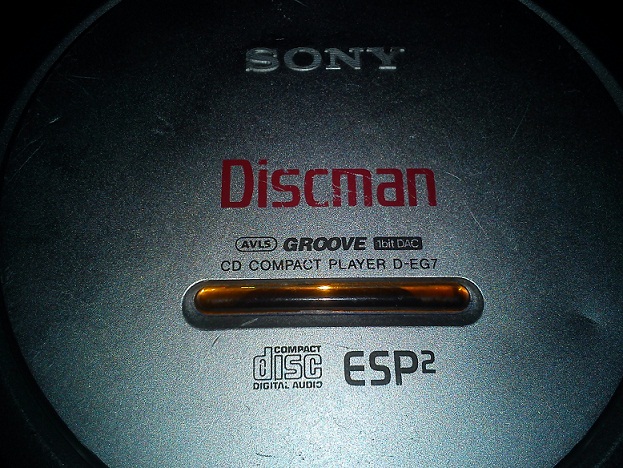 SONY
Discman
AVLS GROOVE 1bit DAC
CD COMPACT PLAYER D-EG7
COMPACT disc DIGITAL AUDIO ESP²